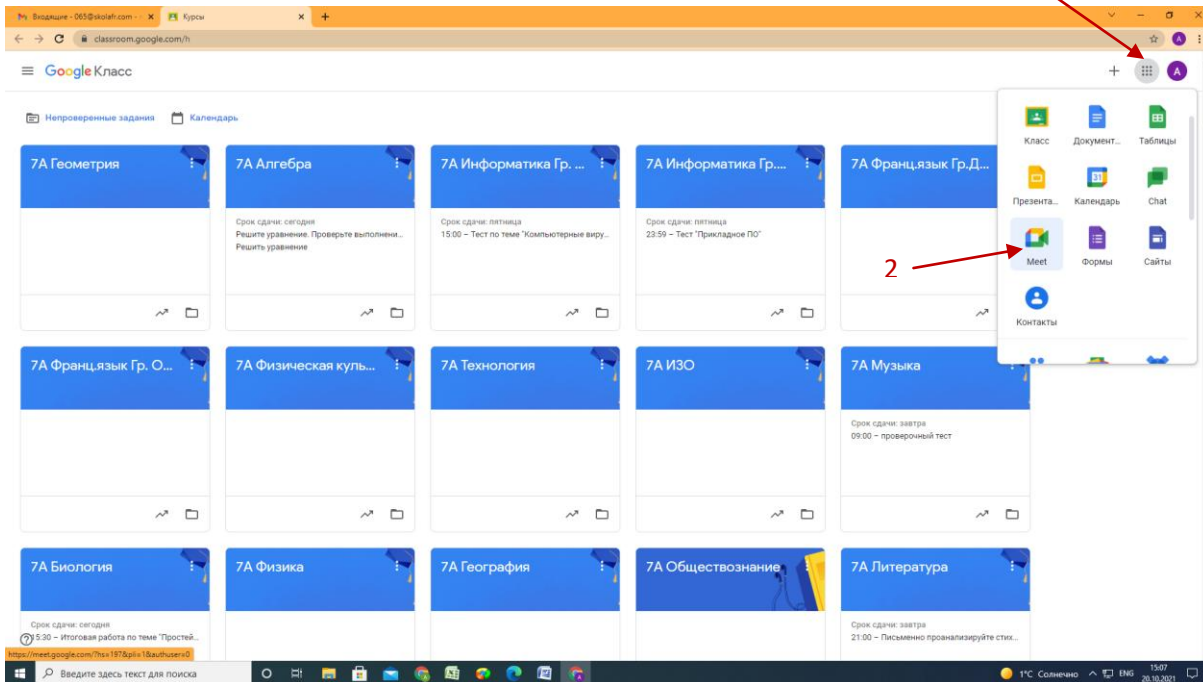 Входящие - 065@skolafr.com -
Курсы
classroom.google.com/h
A
Google Класс
A
Непроверенные задания
Календарь
Класс
Документ...
Таблицы
Презента...
Календарь
Chat
Meet
Формы
Сайты
Контакты
31
2
7А Геометрия
7А Алгебра
7А Информатика Гр. ...
7А Информатика Гр....
7А Франц.язык Гр.Д...
Срок сдачи: сегодня
Решите уравнение. Проверьте выполнени...
Решить уравнение
Срок сдачи: пятница
15:00 – Тест по теме "Компьютерные виру...
Срок сдачи: пятница
23:59 – Тест "Прикладное ПО"
7А Франц.язык Гр. О...
7А Физическая куль...
7А Технология
7А ИЗО
7А Музыка
Срок сдачи: завтра
09:00 – проверочный тест
7А Биология
7А Физика
7А География
7А Обществознание
7А Литература
Срок сдачи: сегодня
15:30 – Итоговая работа по теме "Простей...
Срок сдачи: завтра
21:00 – Письменно проанализируйте стих...
https://meet.google.com/?hs=197&pli=1&authuser=0
Введите здесь текст для поиска
1°C Солнечно
ENG
15:07
20.10.2021